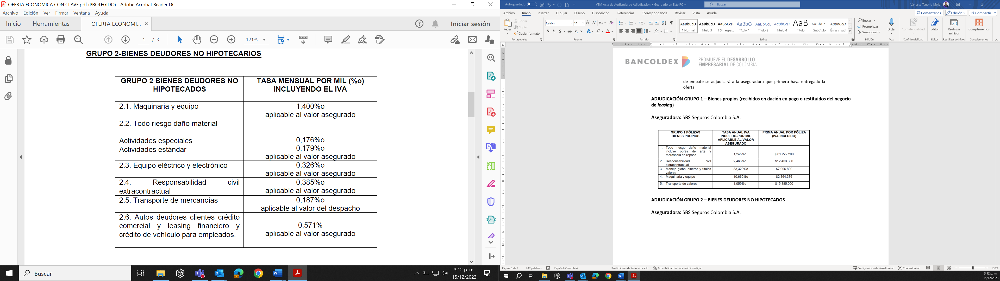 OFERTA ECONOMICA CON CLAVE.pdf (PROTEGIDO) - Adobe Acrobat Reader DC
Archivo Edición Ver Firmar Ventana Ayuda
Inicio Herramientas OFERTA ECONOMI... ×
Iniciar sesión
1 / 3
121%
GRUPO 2-BIENES DEUDORES NO HIPOTECARIOS
GRUPO 2 BIENES DEUDORES NO HIPOTECADOS
TASA MENSUAL POR MIL (%o) INCLUYENDO EL IVA
2.1. Maquinaria y equipo
1,400%o
aplicable al valor asegurado
2.2. Todo riesgo daño material
Actividades especiales
Actividades estándar
0,176%o
0,179%o
aplicable al valor asegurado
2.3. Equipo eléctrico y electrónico
0,326%o
aplicable al valor asegurado
2.4. Responsabilidad civil
extracontractual
0,385%o
aplicable al valor asegurado
2.5. Transporte de mercancías
0,187%o
aplicable al valor del despacho
2.6. Autos deudores clientes crédito
comercial y leasing financiero y
crédito de vehículo para empleados.
0,571%
aplicable al valor asegurado
.
Buscar
3:12 p. m.
15/12/2023
Autoguardado
VTM Acta de Audiencia de Adjudicación • Guardado en Este PC
Buscar
Vanessa Tenorio Mejia
Archivo Inicio Insertar Dibujar Diseño Disposición Referencias Correspondencia Revisar Vista Ayuda
Comentarios Edición Compartir
Pegar
Cortar
Copiar
Copiar formato
Portapapeles
Calibri 11
N K S
Fuente
Párrafo
AaBbCcD AaBbCcD AaBbCcD AaBbC AaBbCcD AaBbCcD AaB AaBbCcD AaBbCcD
¶ Normal Título 3 ¶ Sin espa... Título 1 Título 2 Título 4 Título Subtítulo Énfasis sutil
Estilos
Buscar
Reemplazar
Seleccionar
Edición
Dictar
Voz
Confidencialidad
Confidencialidad
Editor
Editor
Reutilizar archivos
Reutilizar archivos
Complementos
Complementos
BANCOLDEX
PROMUEVE EL DESARROLLO
EMPRESARIAL DE COLOMBIA
de empate se adjudicará a la aseguradora que primero haya entregado la
oferta.
ADJUDICACIÓN GRUPO 1 – Bienes propios (recibidos en dación en pago o restituidos del negocio
de leasing)
Aseguradora: SBS Seguros Colombia S.A.
GRUPO 1 PÓLIZAS
BIENES PROPIOS
TASA ANUAL IVA
INCULIDO-POR MIL
APLICABLE AL VALOR
ASEGURADO
PRIMA ANUAL POR PÓLIZA
(IVA INCLUIDO)
1. Todo riesgo daño material
incluye obras de arte y
mercancía en reposo
1,245%o
$ 61.272.200
2. Responsabilidad civil
extracontractual
2,466%o
$12.453.300
3. Manejo global dineros y títulos
valores
33,320%o
$7.996.800
4. Maquinaria y equipo
10,662%o
$2.364.376
5. Transporte de valores
1,059%o
$15.885.000
ADJUDICACIÓN GRUPO 2 – BIENES DEUDORES NO HIPOTECADOS
Aseguradora: SBS Seguros Colombia S.A.
Página 3 de 4 747 palabras Español (Colombia) Predicciones de texto: activado Accesibilidad: es necesario investigar
Configuración de visualización Concentración 130%
3:12 p. m.
15/12/2023